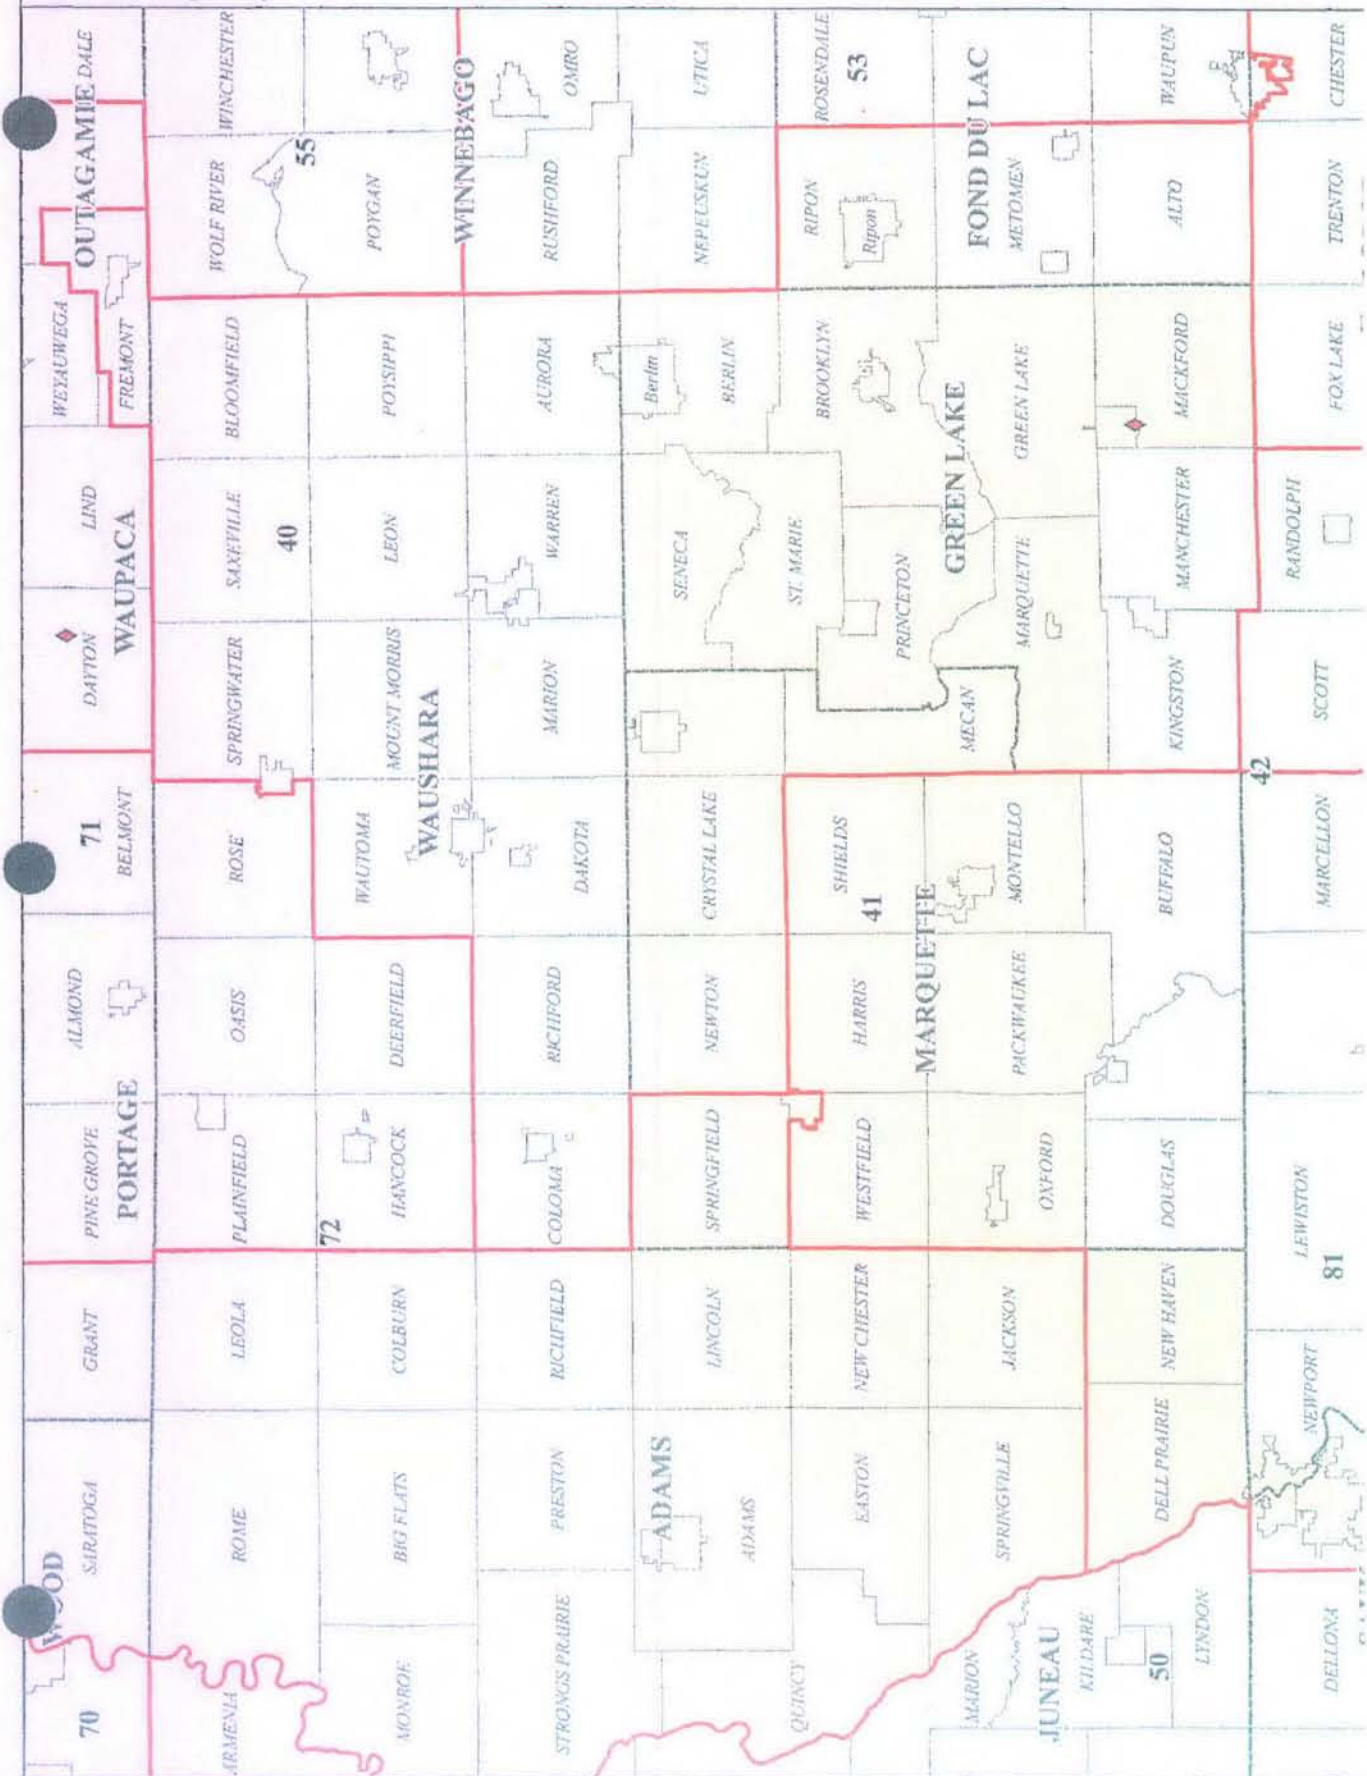 WOOD
70
SARATOGA
GRANT
PINE GROVE
ALMOND
71
BELMONT
DAYTON
LIND
WEYAUWEGA
FREMONT
DALE
PORTAGE
WAUPACA
OUTAGAMIE
ARMENIA
ROME
LEOLA
PLAINFIELD
OASIS
ROSE
SPRINGWATER
SAXEVILLE
BLOOMFIELD
WOLF RIVER
WINCHESTER
40
55
72
MONROE
BIG FLATS
COLBURN
HANCOCK
DEERFIELD
WAUTOMA
MOUNT MORRIS
LEON
POYSIPPI
POYGAN
WAUSHARA
WINNEBAGO
STRONGS PRAIRIE
PRESTON
RICHFIELD
COLOMA
RICHFORD
DAKOTA
MARION
WARREN
AURORA
RUSHFORD
OMRO
ADAMS
ADAMS
LINCOLN
SPRINGFIELD
NEWTON
CRYSTAL LAKE
SENECA
Berlin
BERLIN
NEPEUSKUN
UTICA
QUINCY
EASTON
NEW CHESTER
WESTFIELD
HARRIS
SHIELDS
41
ST. MARIE
PRINCETON
BROOKLYN
RIPON
Ripon
ROSENDALE
53
MARQUETTE
GREEN LAKE
FOND DU LAC
MARION
SPRINGVILLE
JACKSON
OXFORD
PACKWAUKEE
MONTELLO
MECAN
MARQUETTE
GREEN LAKE
METOMEN
JUNEAU
KILDARE
50
LYNDON
DELL PRAIRIE
NEW HAVEN
DOUGLAS
BUFFALO
KINGSTON
MANCHESTER
MACKFORD
ALTO
WAUPUN
42
DELLONA
NEWPORT
LEWISTON
81
MARCELLON
SCOTT
RANDOLPH
FOX LAKE
TRENTON
CHESTER